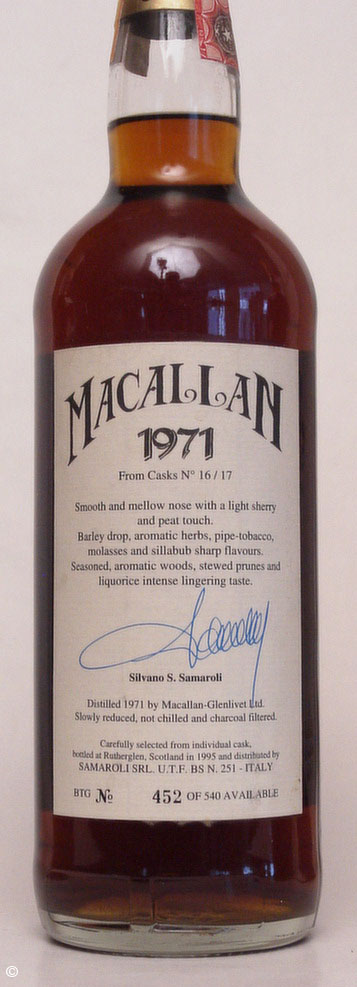 MACALLAN
1971
From Casks N° 16 / 17
Smooth and mellow nose with a light sherry
and peat touch.
Barley drop, aromatic herbs, pipe-tobacco,
molasses and sillabub sharp flavours.
Seasoned, aromatic woods, stewed prunes and
liquorice intense lingering taste.
Silvano S. Samaroli
Distilled 1971 by Macallan-Glenlivet Ltd.
Slowly reduced, not chilled and charcoal filtered.
Carefully selected from individual cask,
bottled at Rutherglen, Scotland in 1995 and distributed by
SAMAROLI SRL. U.T.F. BS N. 251 - ITALY
BTG No 452 OF 540 AVAILABLE
©